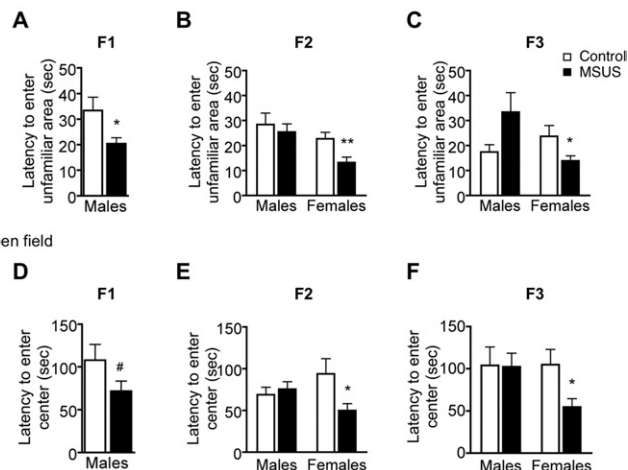 A
F1
Latency to enter
unfamiliar area (sec)
50
40
30
20
10
0
*
Males
B
F2
Latency to enter
unfamiliar area (sec)
50
40
30
20
10
0
**
Males Females
C
F3
Control
MSUS
Latency to enter
unfamiliar area (sec)
50
40
30
20
10
0
*
Males Females
en field
D
F1
Latency to enter
center (sec)
150
100
50
0
#
Males
E
F2
Latency to enter
center (sec)
150
100
50
0
*
Males Females
F
F3
Latency to enter
center (sec)
150
100
50
0
*
Males Females